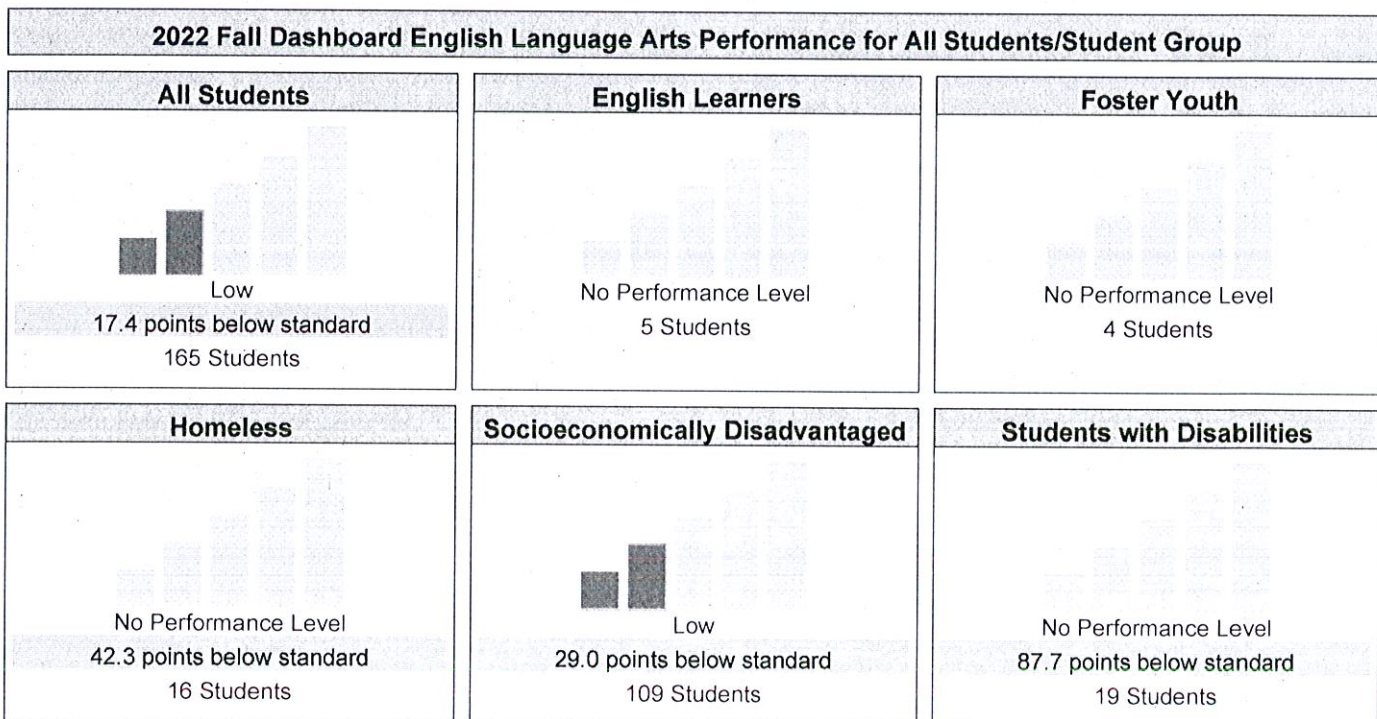 2022 Fall Dashboard English Language Arts Performance for All Students/Student Group
All Students
Low
17.4 points below standard
165 Students
English Learners
No Performance Level
5 Students
Foster Youth
No Performance Level
4 Students
Homeless
No Performance Level
42.3 points below standard
16 Students
Socioeconomically Disadvantaged
Low
29.0 points below standard
109 Students
Students with Disabilities
No Performance Level
87.7 points below standard
19 Students